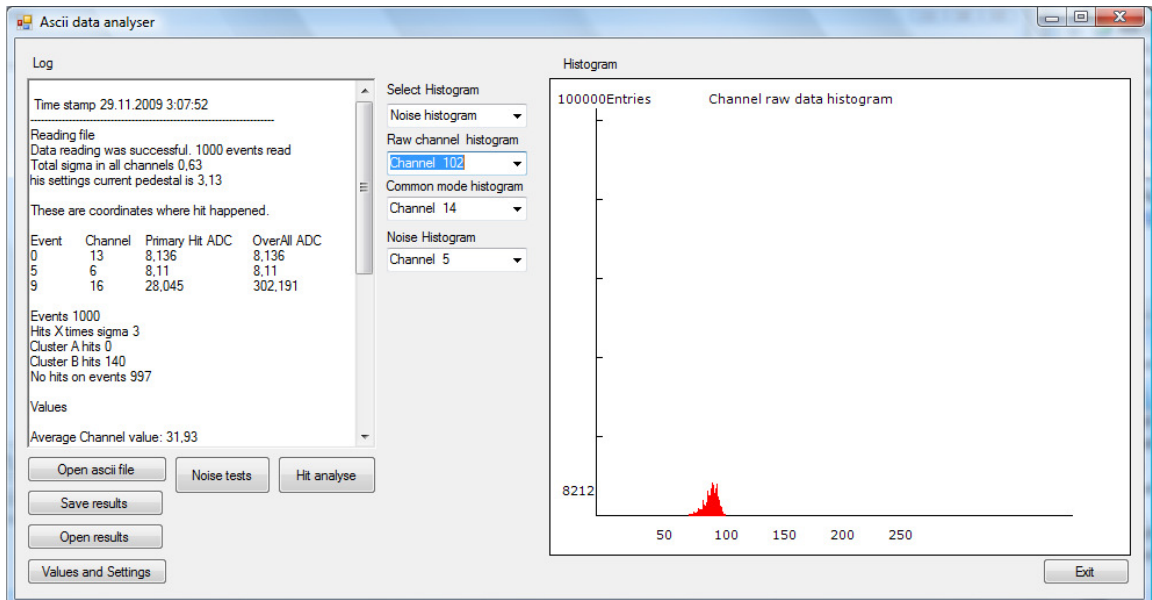 Ascii data analyser
Log
Time stamp 29.11.2009 3:07:52
--------------------------------------------------------------------------------
Reading file
Data reading was successful. 1000 events read
Total sigma in all channels 0,63
his settings current pedestal is 3,13
These are coordinates where hit happened.
Event Channel Primary Hit ADC OverAll ADC
0 13 8,136 8,136
5 6 8,11 8,11
9 16 28,045 302,191
Events 1000
Hits X times sigma 3
Cluster A hits 0
Cluster B hits 140
No hits on events 997
Values
Average Channel value: 31,93
Open ascii file
Noise tests
Hit analyse
Save results
Open results
Values and Settings
Select Histogram
Noise histogram
Raw channel histogram
Channel 102
Common mode histogram
Channel 14
Noise Histogram
Channel 5
Histogram
100000Entries Channel raw data histogram
8212
50 100 150 200 250
Exit